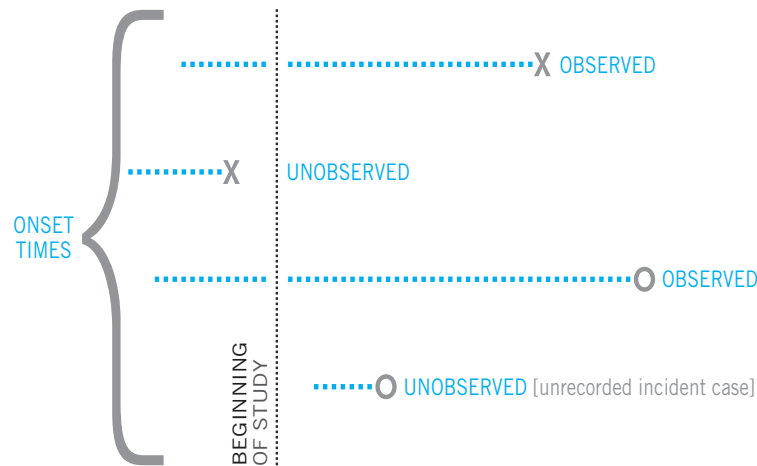 X OBSERVED
X UNOBSERVED
ONSET
TIMES
OBSERVED
BEGINNING
OF STUDY
UNOBSERVED [unrecorded incident case]